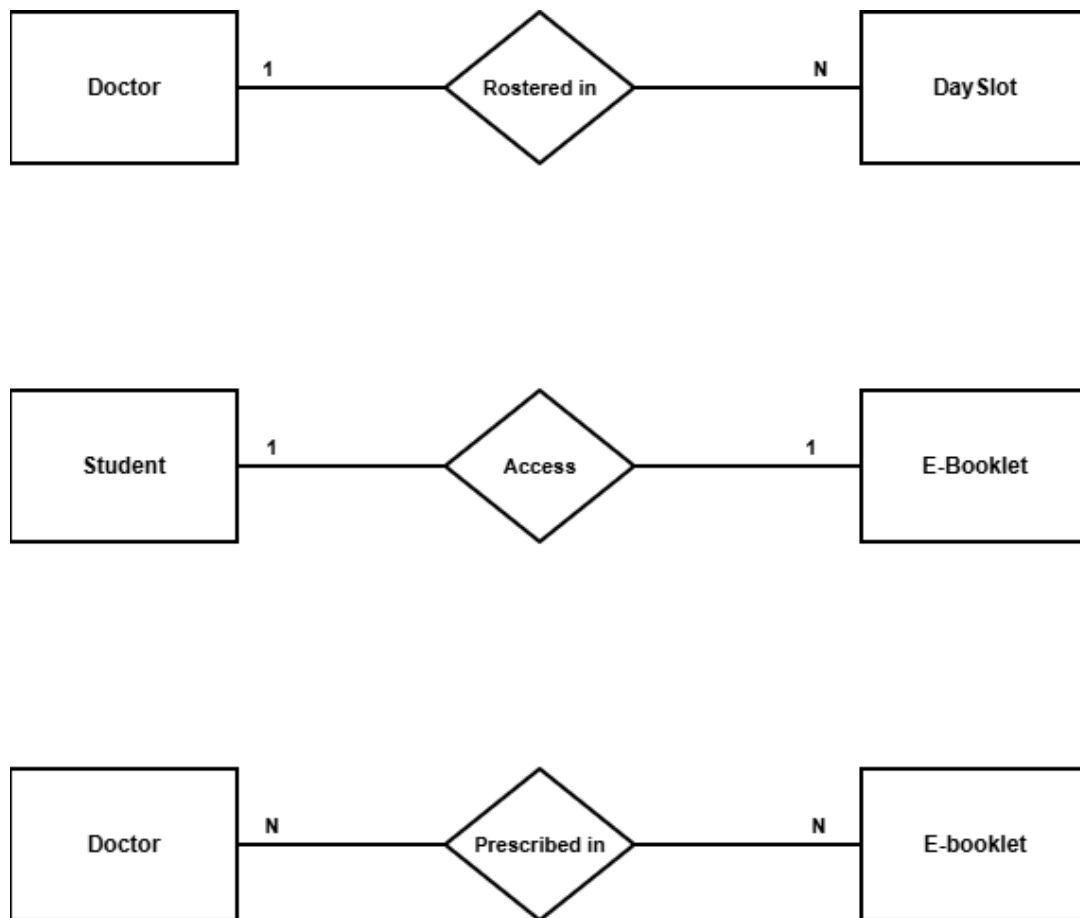 Doctor
1
Rostered in
N
Day Slot
Student
1
Access
1
E-Booklet
Doctor
N
Prescribed in
N
E-booklet